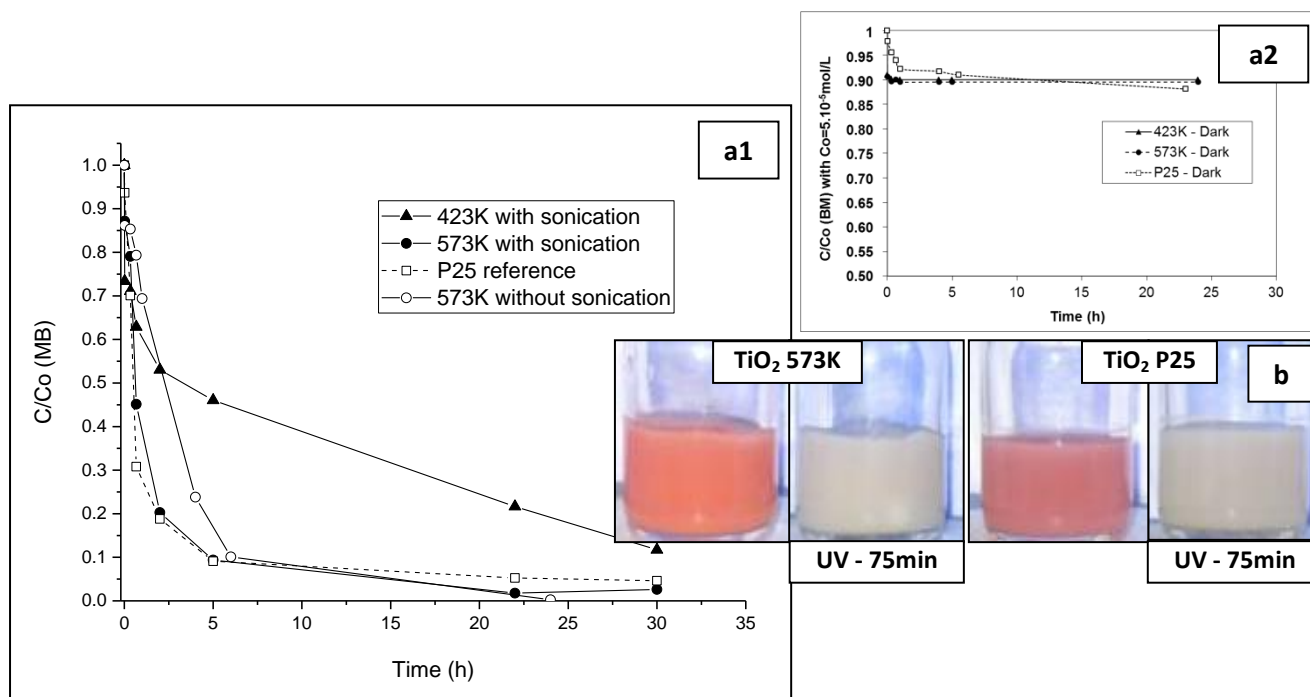 a1
1.0
0.9
0.8
0.7
0.6
0.5
0.4
0.3
0.2
0.1
0.0
C/Co (MB)
0 5 10 15 20 25 30 35
Time (h)
423K with sonication
573K with sonication
P25 reference
573K without sonication
a2
1
0.95
0.90
0.85
0.80
0.75
0.70
0.65
0.60
0.55
0.50
C/Co (BM) with Co=5.10⁻⁵mol/L
0 5 10 15 20 25 30
Time (h)
423K - Dark
573K - Dark
P25 - Dark
TiO₂ 573K
TiO₂ P25
b
UV - 75min
UV - 75min